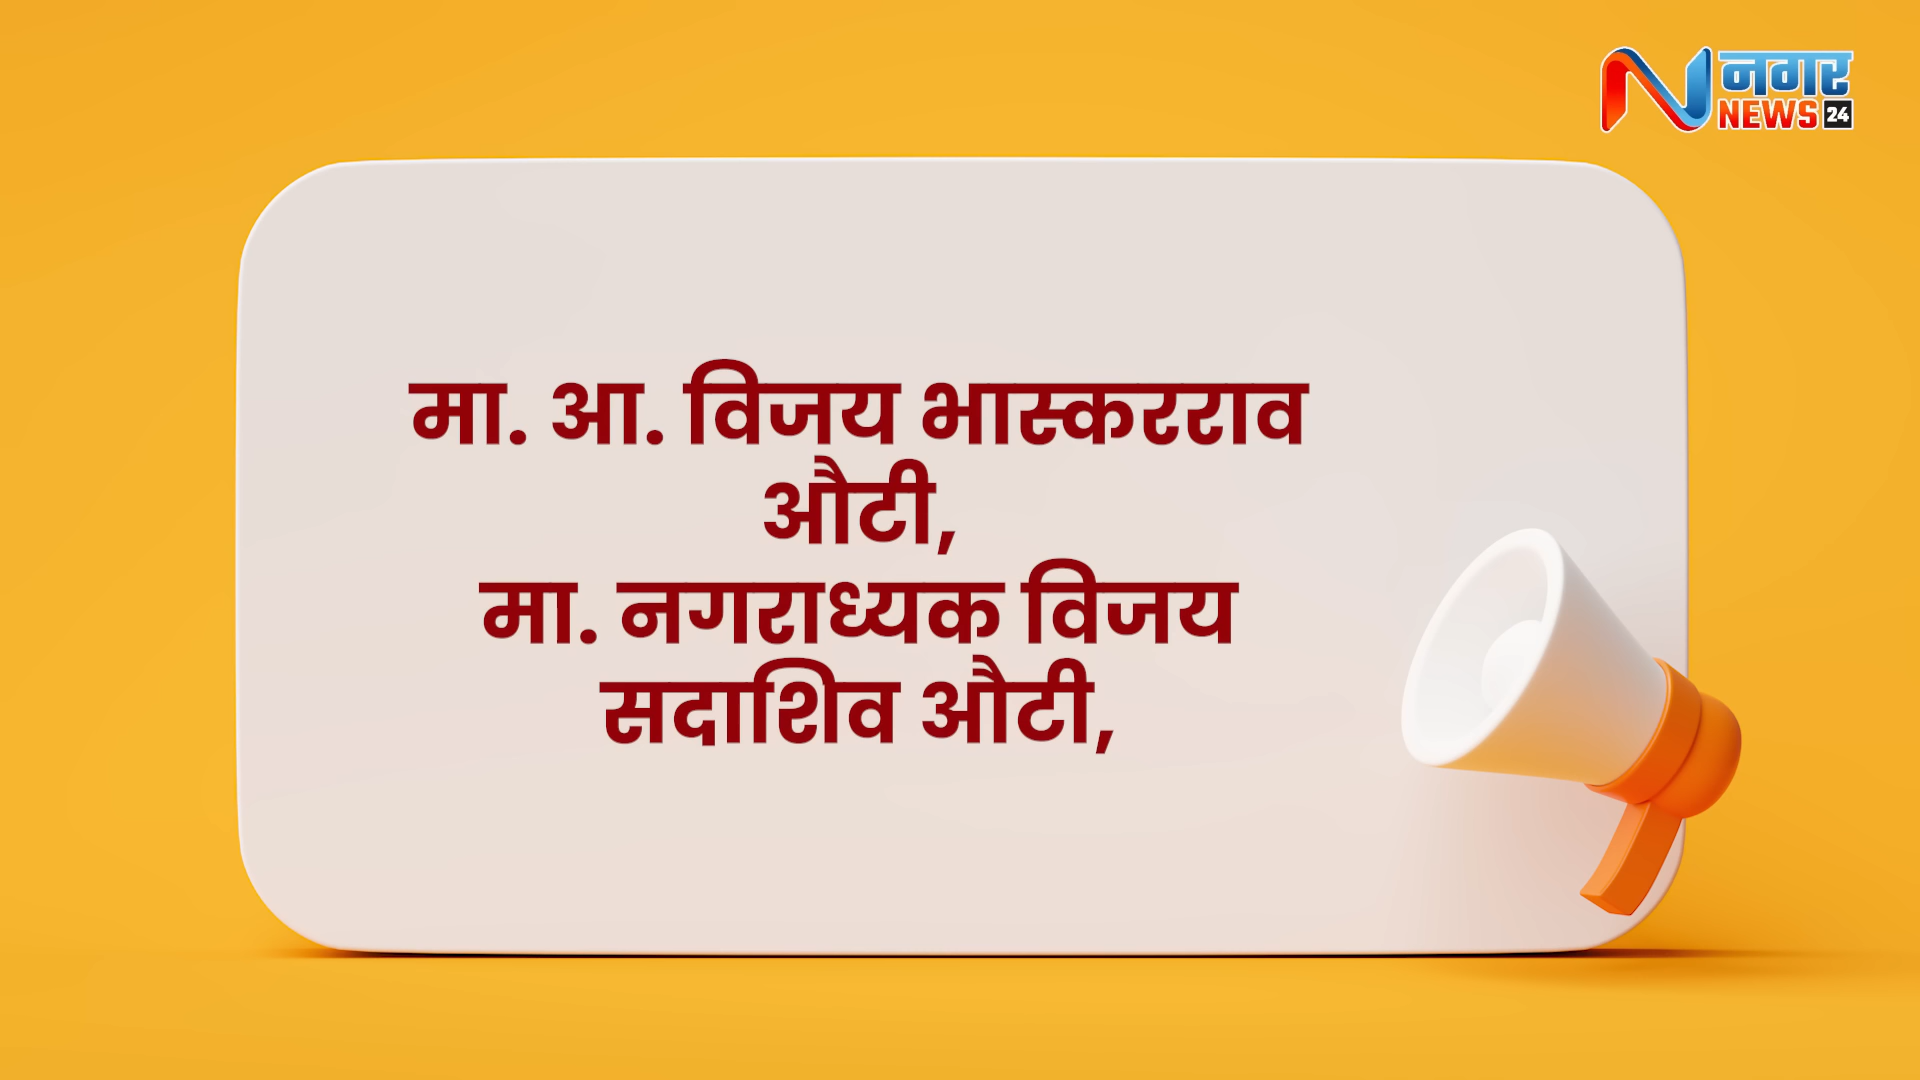 नगर
NEWS 24
मा. आ. विजय भास्करराव
औटी,
मा. नगराध्यक विजय
सदाशिव औटी,